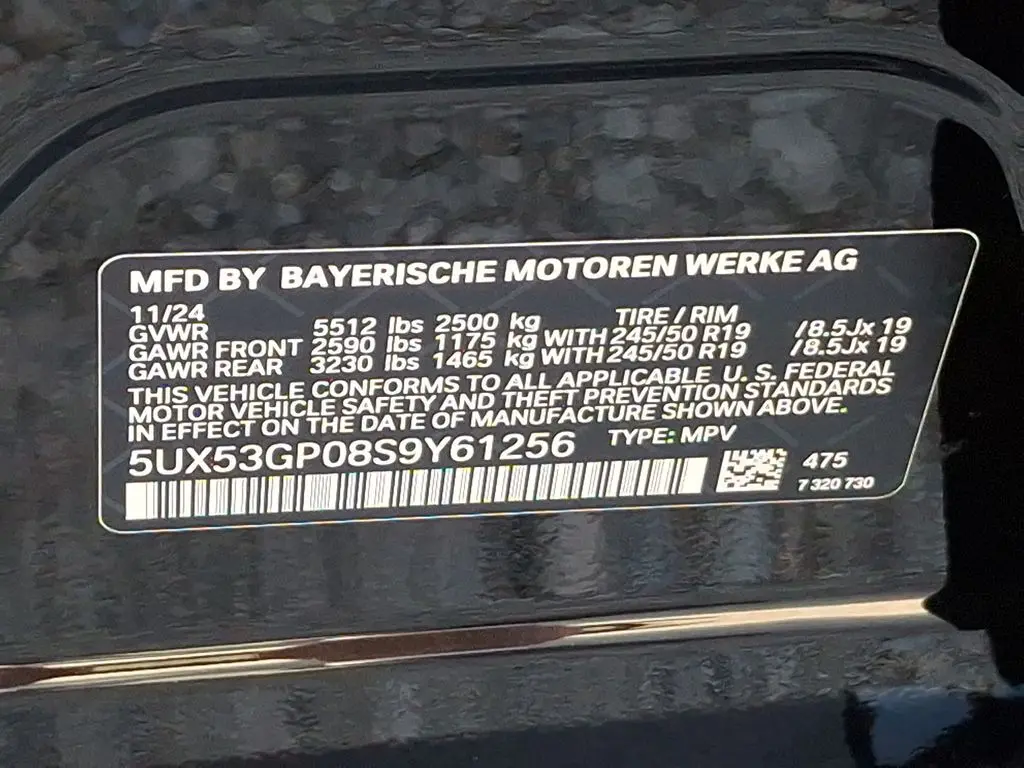 MFD BY BAYERISCHE MOTOREN WERKE AG
11/24 TIRE / RIM
GVWR 5512 lbs 2500 kg
GAWR FRONT 2590 lbs 1175 kg WITH 245/50 R19 /8.5Jx 19
GAWR REAR 3230 lbs 1465 kg WITH 245/50 R19 /8.5Jx 19
THIS VEHICLE CONFORMS TO ALL APPLICABLE U. S. FEDERAL
MOTOR VEHICLE SAFETY AND THEFT PREVENTION STANDARDS
IN EFFECT ON THE DATE OF MANUFACTURE SHOWN ABOVE.
5UX53GP08S9Y61256 TYPE: MPV
475
7 320 730